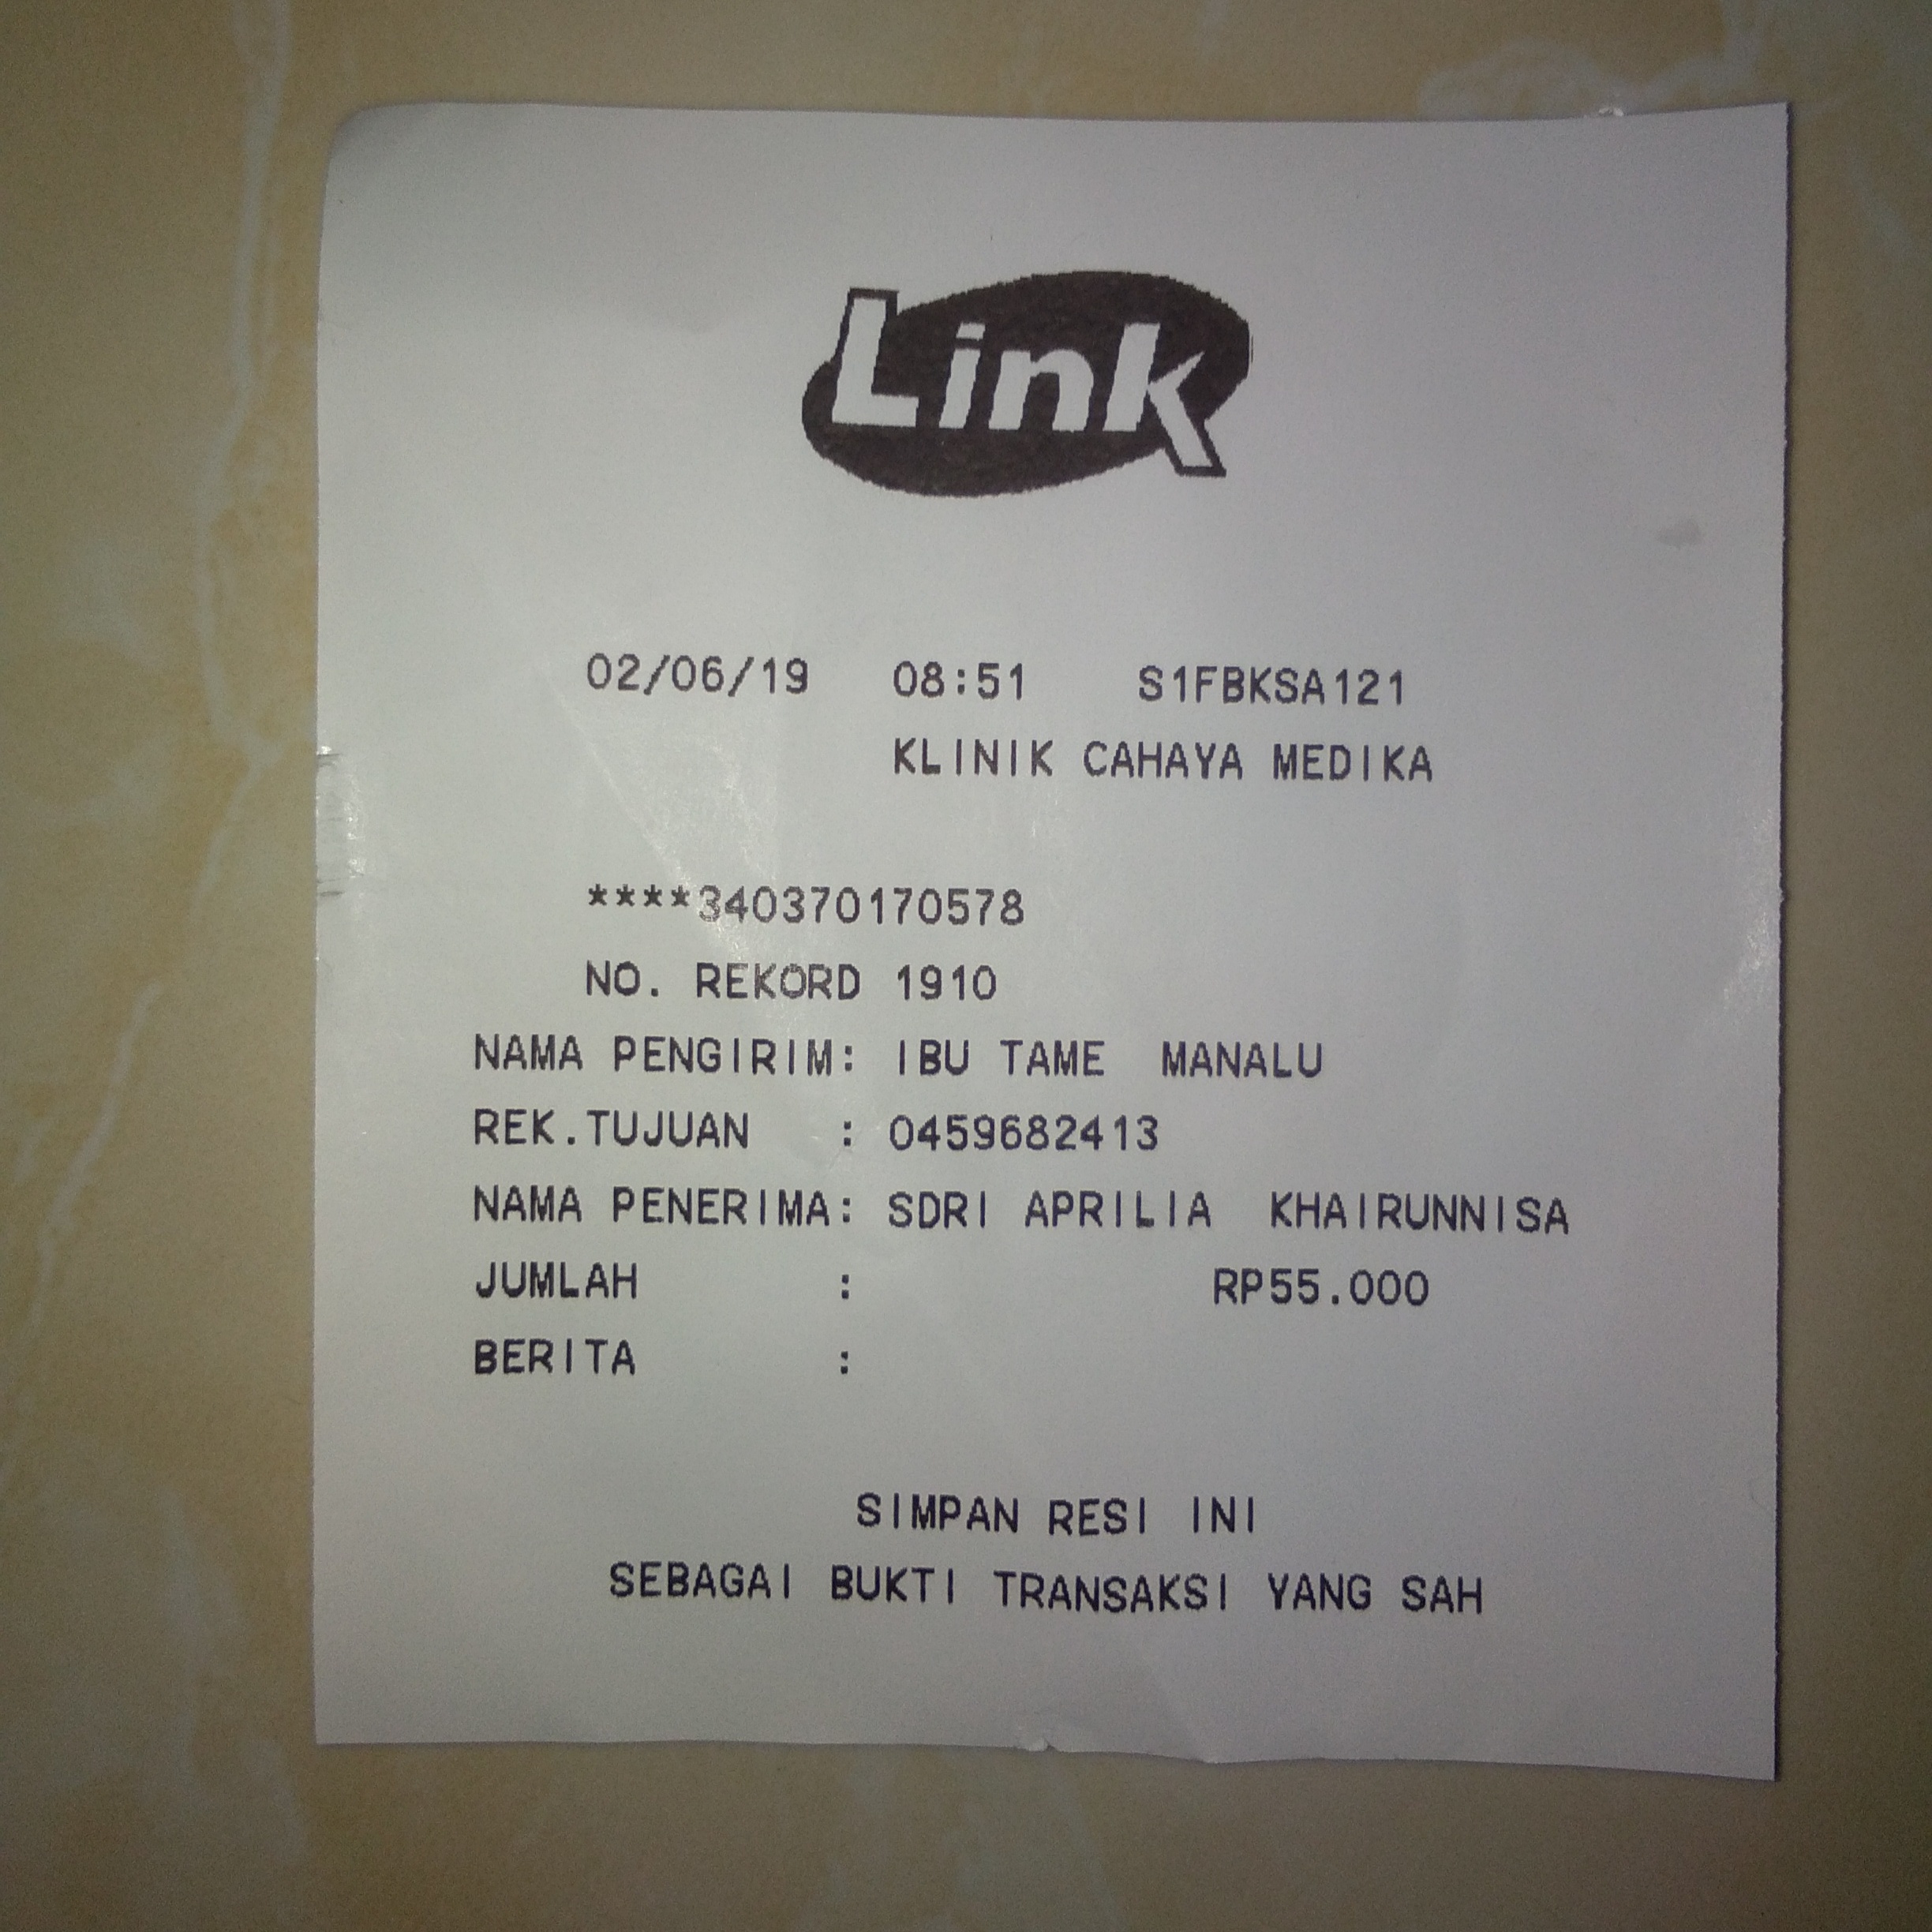 Link
02/06/19 08:51 S1FBKSA121
KLINIK CAHAYA MEDIKA
****340370170578
NO. REKORD 1910
NAMA PENGIRIM: IBU TAME MANALU
REK.TUJUAN : 0459682413
NAMA PENERIMA: SDRI APRILIA KHAIRUNNISA
JUMLAH : RP55.000
BERITA :
SIMPAN RESI INI
SEBAGAI BUKTI TRANSAKSI YANG SAH